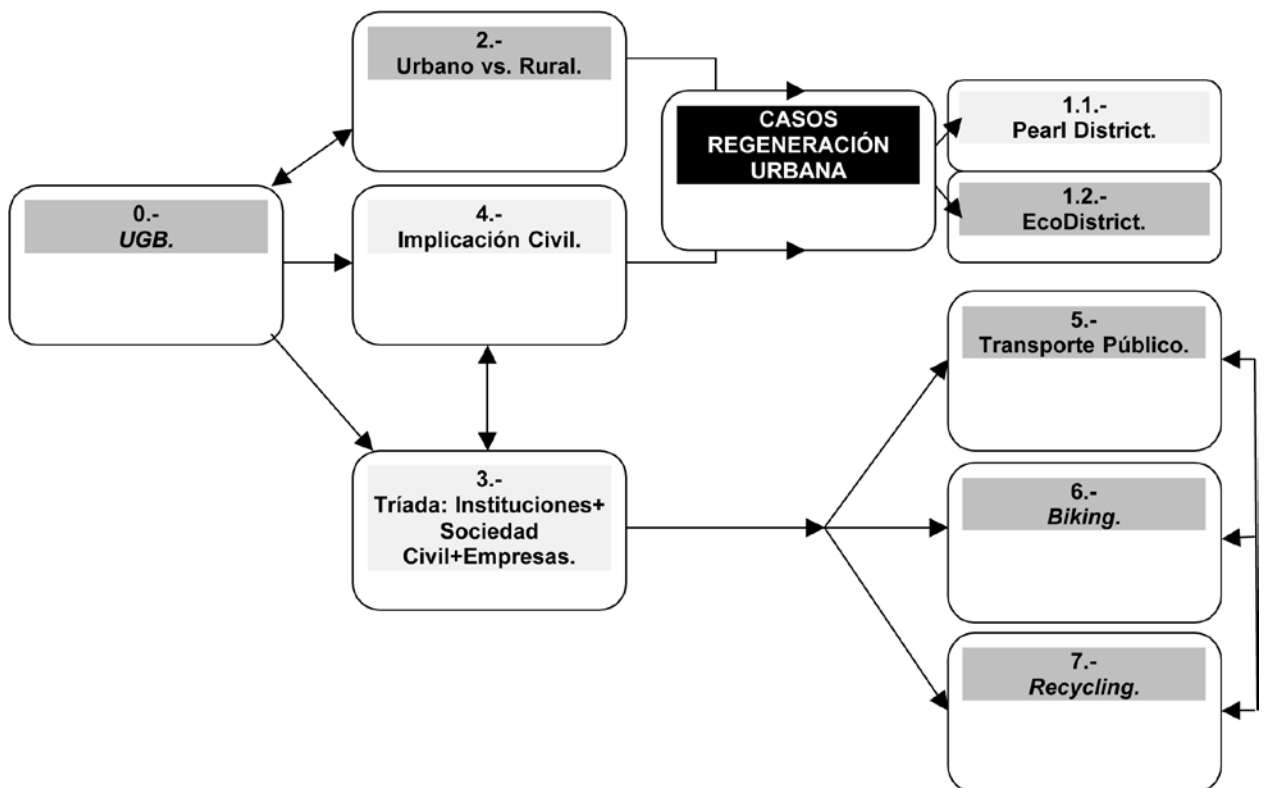 2.-
Urbano vs. Rural.
CASOS
REGENERACIÓN
URBANA
1.1.-
Pearl District.
1.2.-
EcoDistrict.
0.-
UGB.
4.-
Implicación Civil.
5.-
Transporte Público.
3.-
Tríada: Instituciones+
Sociedad
Civil+Empresas.
6.-
Biking.
7.-
Recycling.